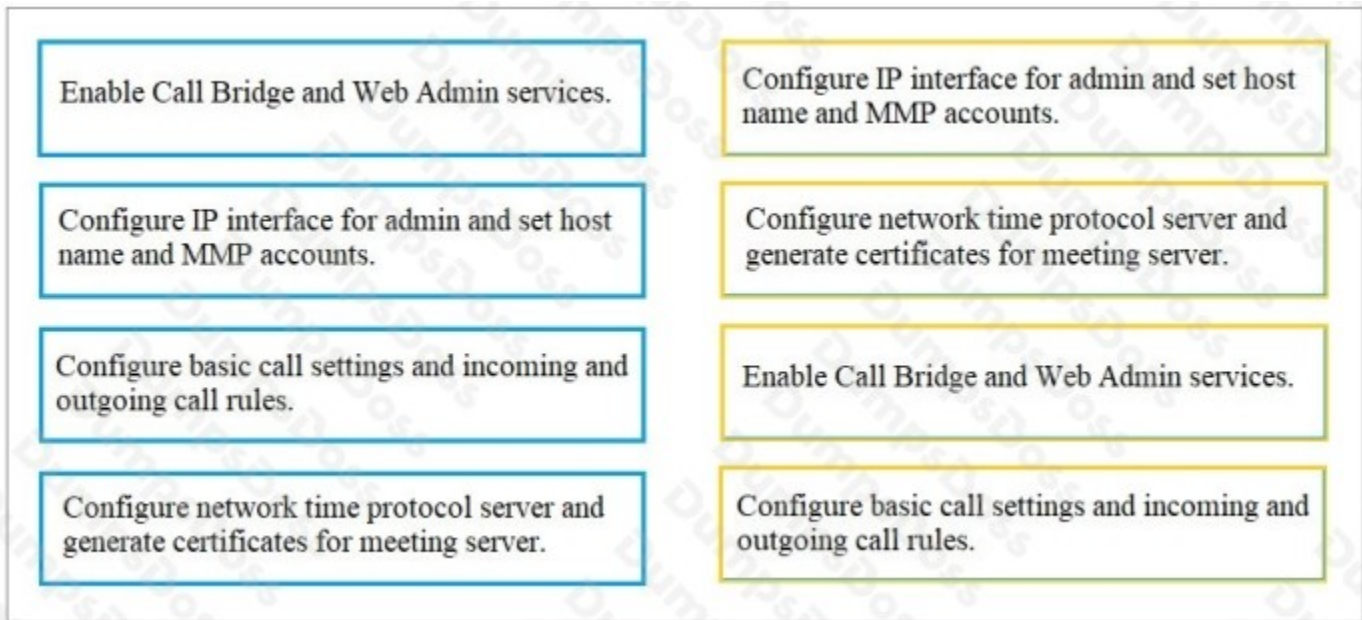 Enable Call Bridge and Web Admin services.
Configure IP interface for admin and set host
name and MMP accounts.
Configure basic call settings and incoming and
outgoing call rules.
Configure network time protocol server and
generate certificates for meeting server.
Configure IP interface for admin and set host
name and MMP accounts.
Configure network time protocol server and
generate certificates for meeting server.
Enable Call Bridge and Web Admin services.
Configure basic call settings and incoming and
outgoing call rules.
DumpsDoss